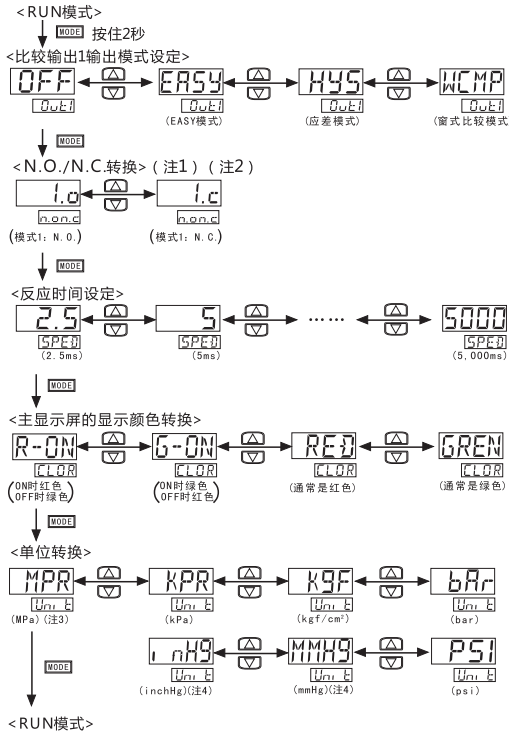 <RUN模式>
MODE 按住2秒
<比较输出1输出模式设定>
OFF EASY HYS WCMP
Out1 Out1 Out1 Out1
(EASY模式) (应差模式) (窗式比较模式
MODE
<N.O./N.C.转换>(注1)(注2)
1.o 1.c
n.on.c n.on.c
(模式1: N.O.) (模式1: N.C.)
MODE
<反应时间设定>
2.5 5 ······ 5000
SPED SPED SPED
(2.5ms) (5ms) (5,000ms)
MODE
<主显示屏的显示颜色转换>
R-ON G-ON RED GREN
CLOR CLOR CLOR CLOR
(ON时红色 (ON时绿色 (通常是红色) (通常是绿色)
OFF时绿色) OFF时红色)
MODE
<单位转换>
MPA KPA KgF bAr
Unit Unit Unit Unit
(MPa)(注3) (kPa) (kgf/cm²) (bar)
inHg MMHg PSI
MODE
Unit Unit Unit
(inchHg)(注4) (mmHg)(注4) (psi)
<RUN模式>